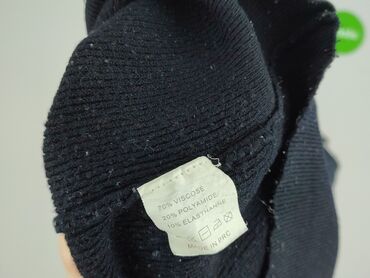 70% VISCOSE
20% POLYAMIDE
10% ELASTHANNE
MADE IN PRC